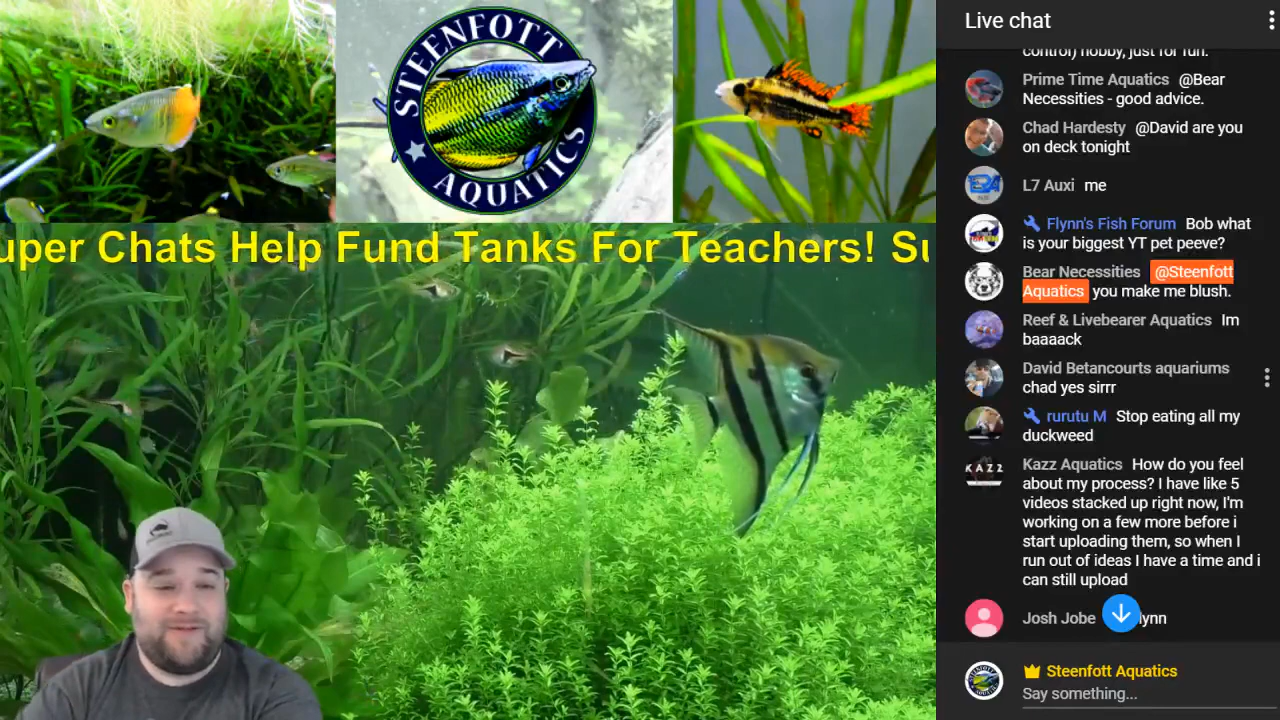 STEENFOTT
AQUATICS
uper Chats Help Fund Tanks For Teachers! Su
Live chat
control) hobby, just for fun.
Prime Time Aquatics @Bear
Necessities - good advice.
Chad Hardesty @David are you
on deck tonight
L7 Auxi me
Flynn's Fish Forum Bob what
is your biggest YT pet peeve?
Bear Necessities @Steenfott
Aquatics you make me blush.
Reef & Livebearer Aquatics Im
baaaack
David Betancourts aquariums
chad yes sirrr
rurutu M Stop eating all my
duckweed
KAZZ
Kazz Aquatics How do you feel
about my process? I have like 5
videos stacked up right now, I'm
working on a few more before i
start uploading them, so when I
run out of ideas I have a time and i
can still upload
Josh Jobe lynn
Steenfott Aquatics
Say something...